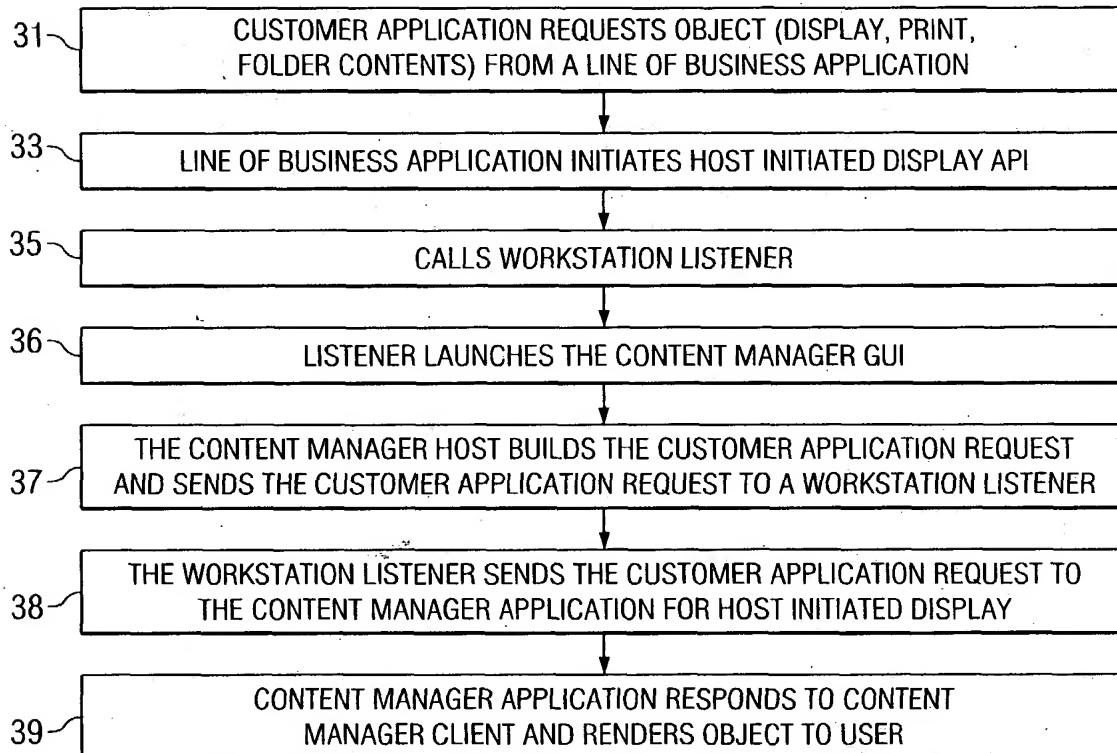 31
CUSTOMER APPLICATION REQUESTS OBJECT (DISPLAY, PRINT,
FOLDER CONTENTS) FROM A LINE OF BUSINESS APPLICATION
33
LINE OF BUSINESS APPLICATION INITIATES HOST INITIATED DISPLAY API
35
CALLS WORKSTATION LISTENER
36
LISTENER LAUNCHES THE CONTENT MANAGER GUI
37
THE CONTENT MANAGER HOST BUILDS THE CUSTOMER APPLICATION REQUEST
AND SENDS THE CUSTOMER APPLICATION REQUEST TO A WORKSTATION LISTENER
38
THE WORKSTATION LISTENER SENDS THE CUSTOMER APPLICATION REQUEST TO
THE CONTENT MANAGER APPLICATION FOR HOST INITIATED DISPLAY
39
CONTENT MANAGER APPLICATION RESPONDS TO CONTENT
MANAGER CLIENT AND RENDERS OBJECT TO USER